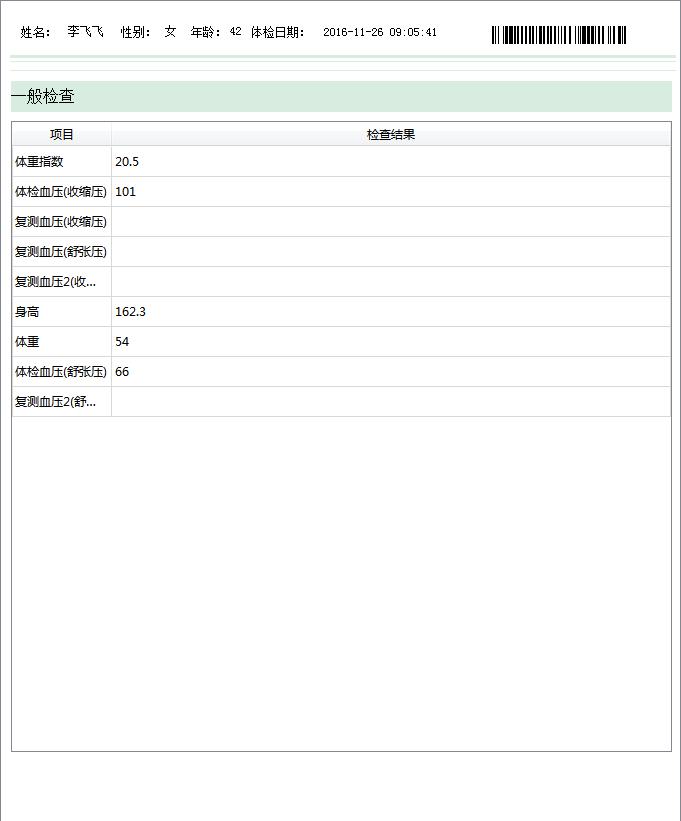 姓名： 李飞飞 性别： 女 年龄：42 体检日期： 2016-11-26 09:05:41
一般检查
项目 检查结果
体重指数 20.5
体检血压(收缩压) 101
复测血压(收缩压)
复测血压(舒张压)
复测血压2(收...
身高 162.3
体重 54
体检血压(舒张压) 66
复测血压2(舒...